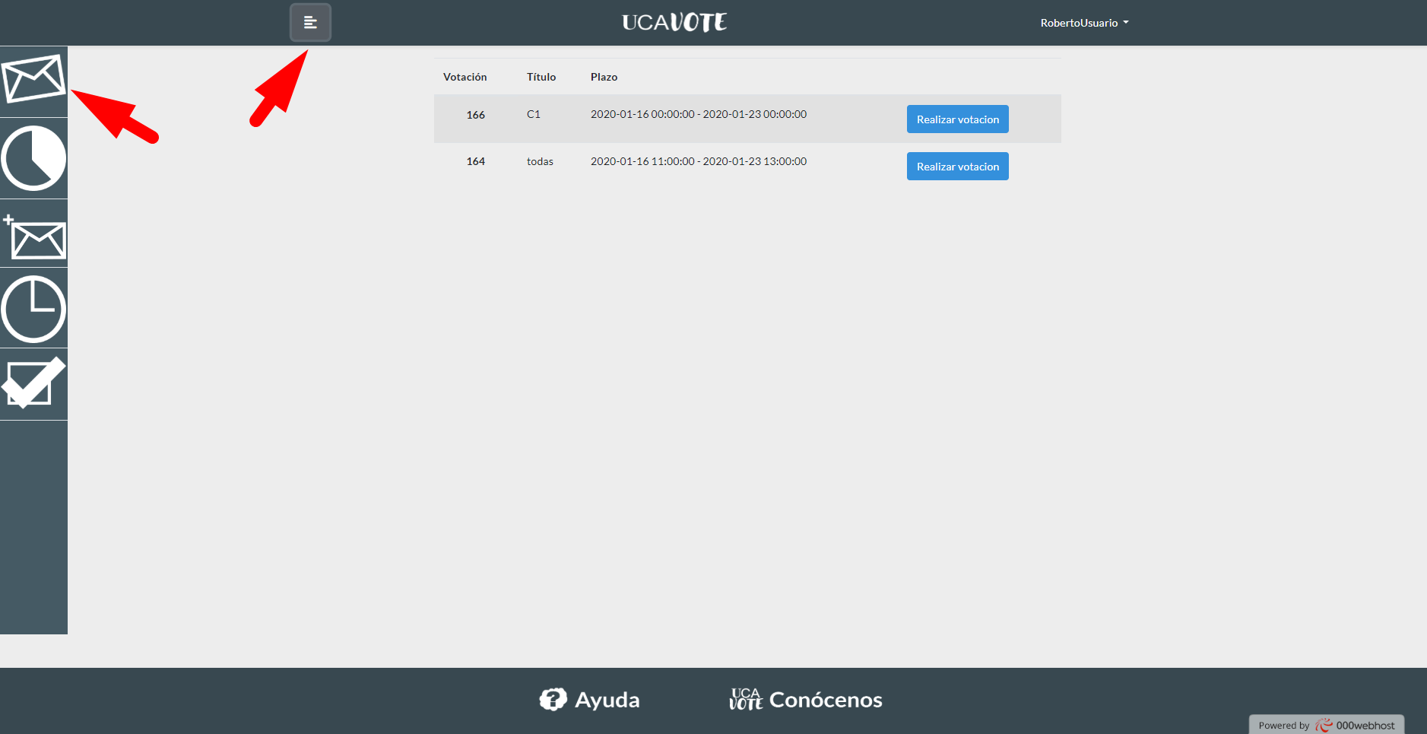 UCAVOTE
RobertoUsuario
Votación Título Plazo
166 C1 2020-01-16 00:00:00 - 2020-01-23 00:00:00 Realizar votacion
164 todas 2020-01-16 11:00:00 - 2020-01-23 13:00:00 Realizar votacion
? Ayuda
UCA VOTE Conócenos
Powered by 000webhost